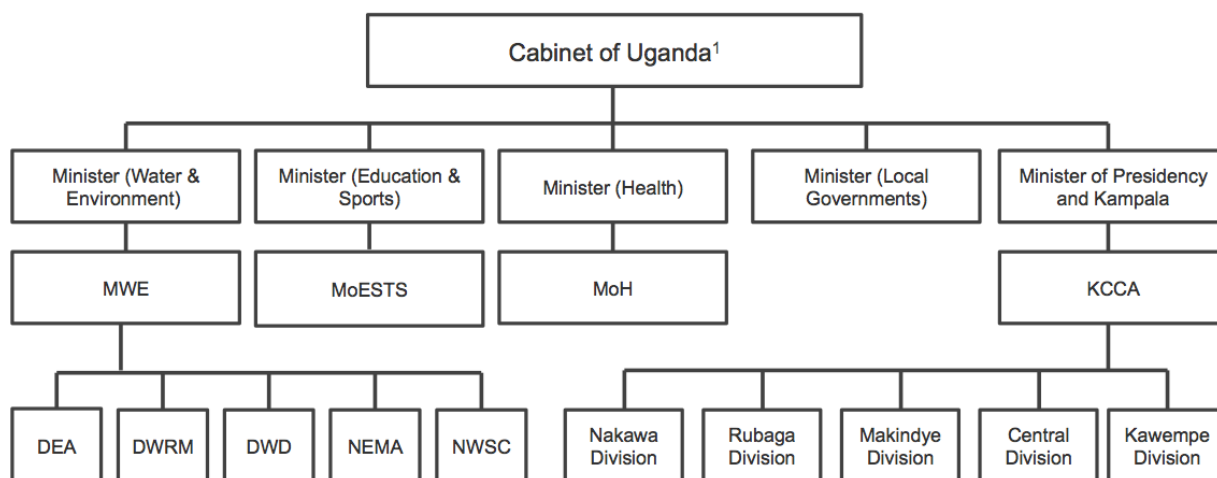 Cabinet of Uganda¹
Minister (Water &
Environment)
Minister (Education &
Sports)
Minister (Health)
Minister (Local
Governments)
Minister of Presidency
and Kampala
MWE
MoESTS
MoH
KCCA
DEA
DWRM
DWD
NEMA
NWSC
Nakawa
Division
Rubaga
Division
Makindye
Division
Central
Division
Kawempe
Division